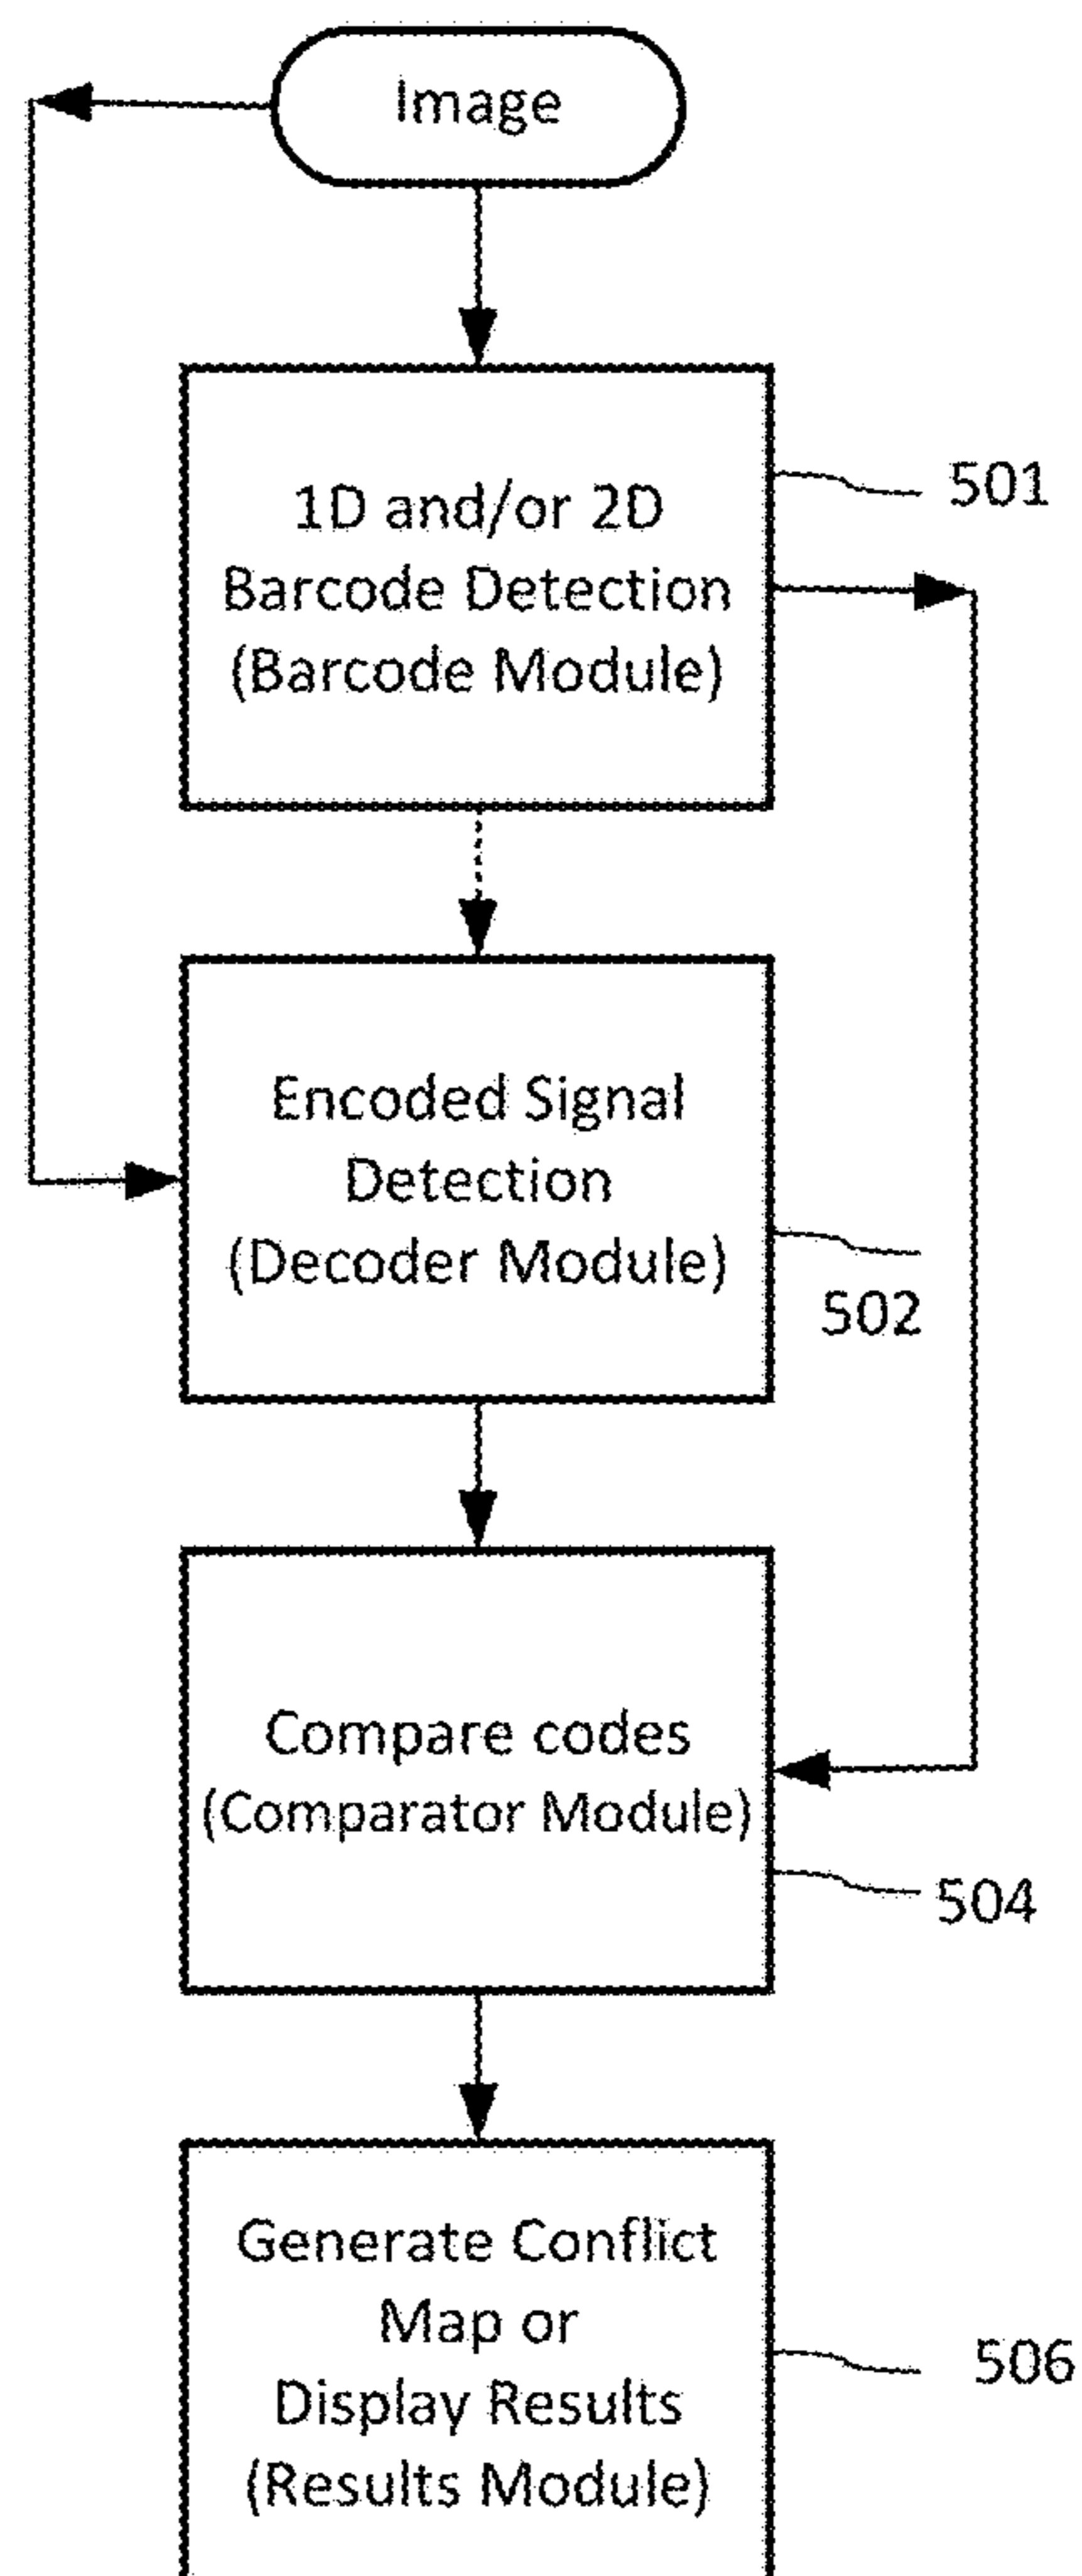 Image
1D and/or 2D
Barcode Detection
(Barcode Module)
501
Encoded Signal
Detection
(Decoder Module)
502
Compare codes
(Comparator Module)
504
Generate Conflict
Map or
Display Results
(Results Module)
506